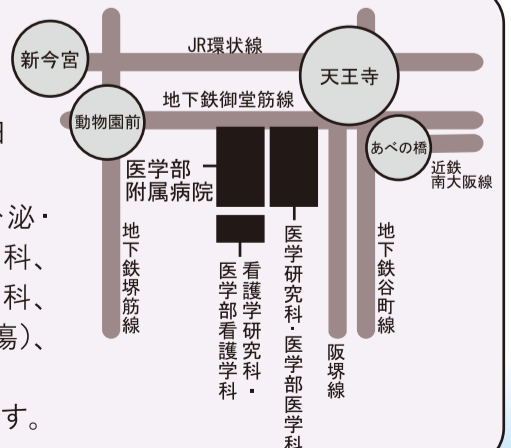 新今宮
JR環状線
天王寺
地下鉄御堂筋線
動物園前
あべの橋
近鉄
南大阪線
医学部
附属病院
地下鉄堺筋線
看護学研究科・
医学部看護学科
医学研究科・医学部医学科
阪堺線
地下鉄谷町線
泌・
科、
科、
傷)、
す。